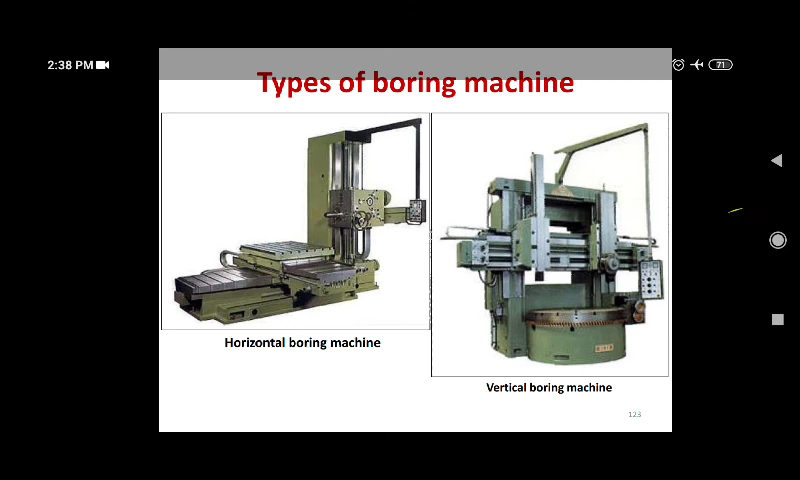 2:38 PM
71
Types of boring machine
Horizontal boring machine
Vertical boring machine
123